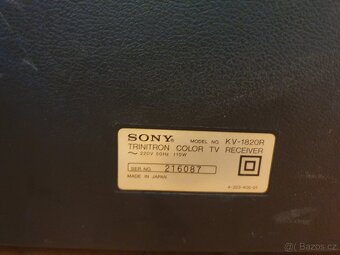 SONY®
MODEL NO. KV-1820R
TRINITRON COLOR TV RECEIVER
~ 220V 50Hz 110W
SER.NO. 216087
MADE IN JAPAN
Bazoš.cz